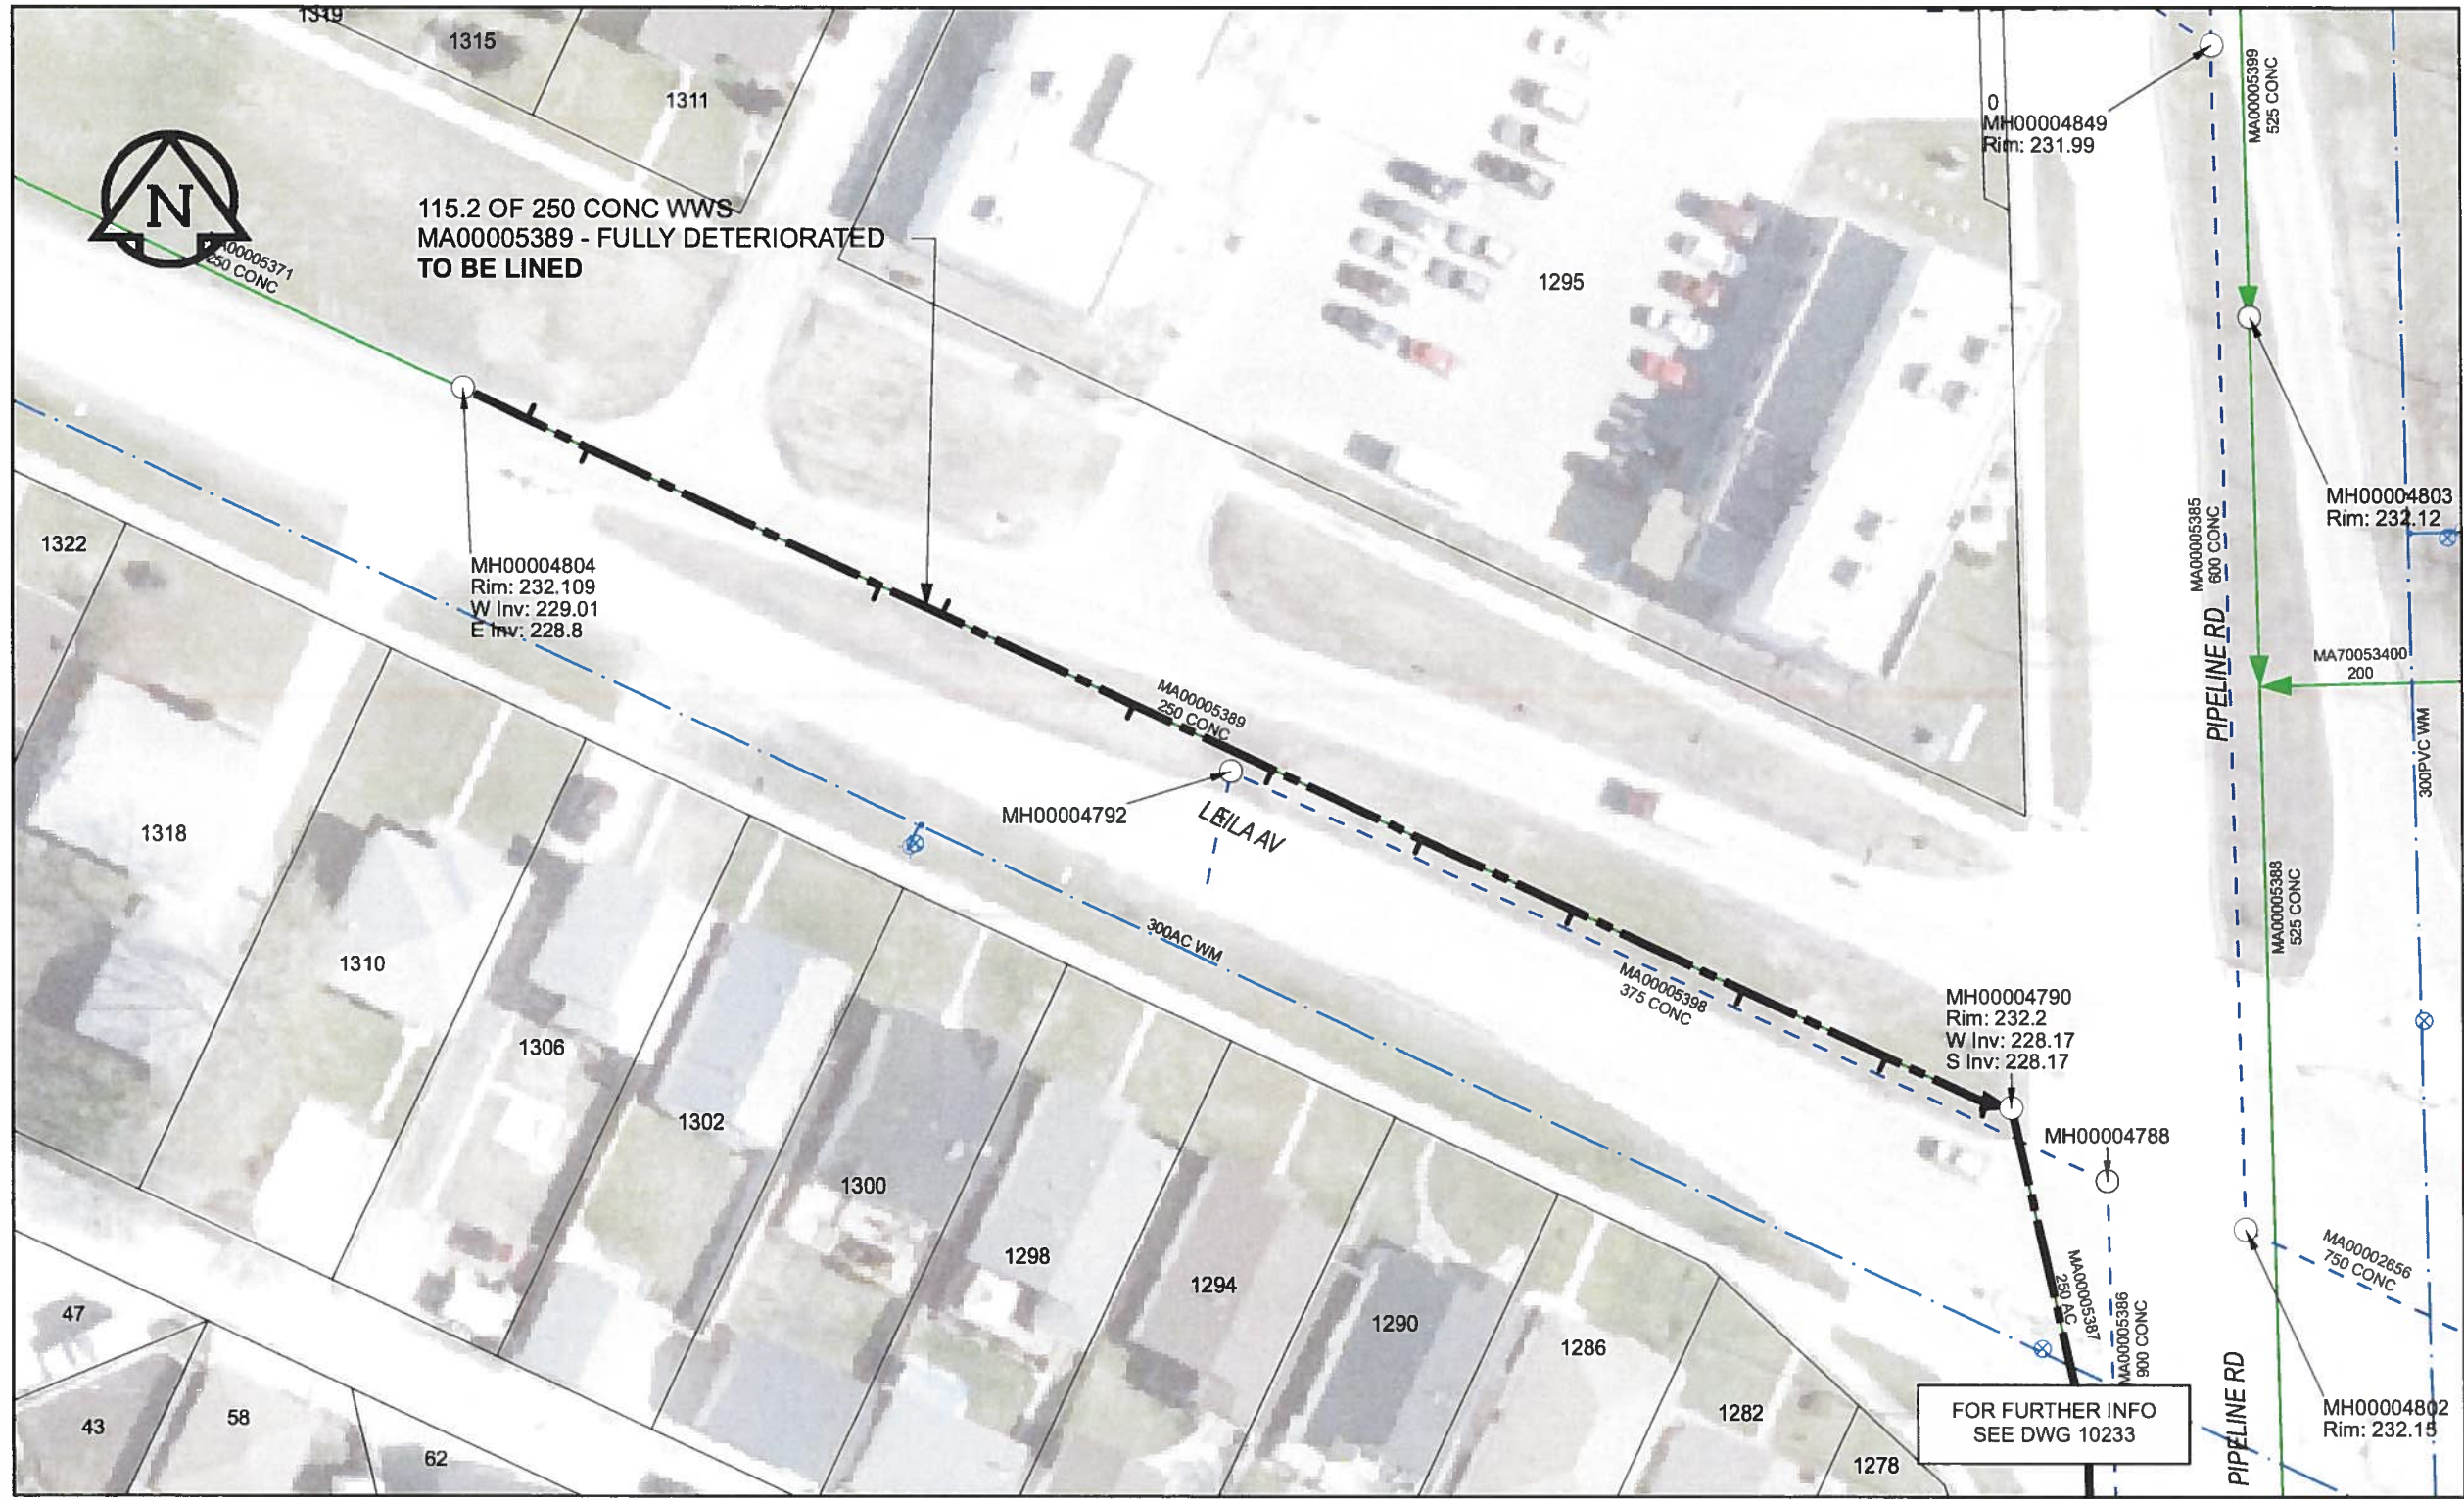 1319
1315
1311
N
A00005371
250 CONC
115.2 OF 250 CONC WWS
MA00005389 - FULLY DETERIORATED
TO BE LINED
1295
0
MH00004849
Rim: 231.99
MA00005399
525 CONC
MH00004803
Rim: 232.12
MA00005385
600 CONC
PIPELINE RD
MA70053400
200
300PVC WM
1322
MH00004804
Rim: 232.109
W Inv: 229.01
E Inv: 228.8
MA00005389
250 CONC
MH00004792
LEILA AV
1318
1310
1306
1302
1300
1298
1294
1290
1286
1282
1278
300AC WM
MA00005398
375 CONC
MA00005388
525 CONC
MH00004790
Rim: 232.2
W Inv: 228.17
S Inv: 228.17
MH00004788
MA00005387
250 AC
MA00005386
900 CONC
MA00002656
750 CONC
47
43
58
62
FOR FURTHER INFO
SEE DWG 10233
PIPELINE RD
MH00004802
Rim: 232.15